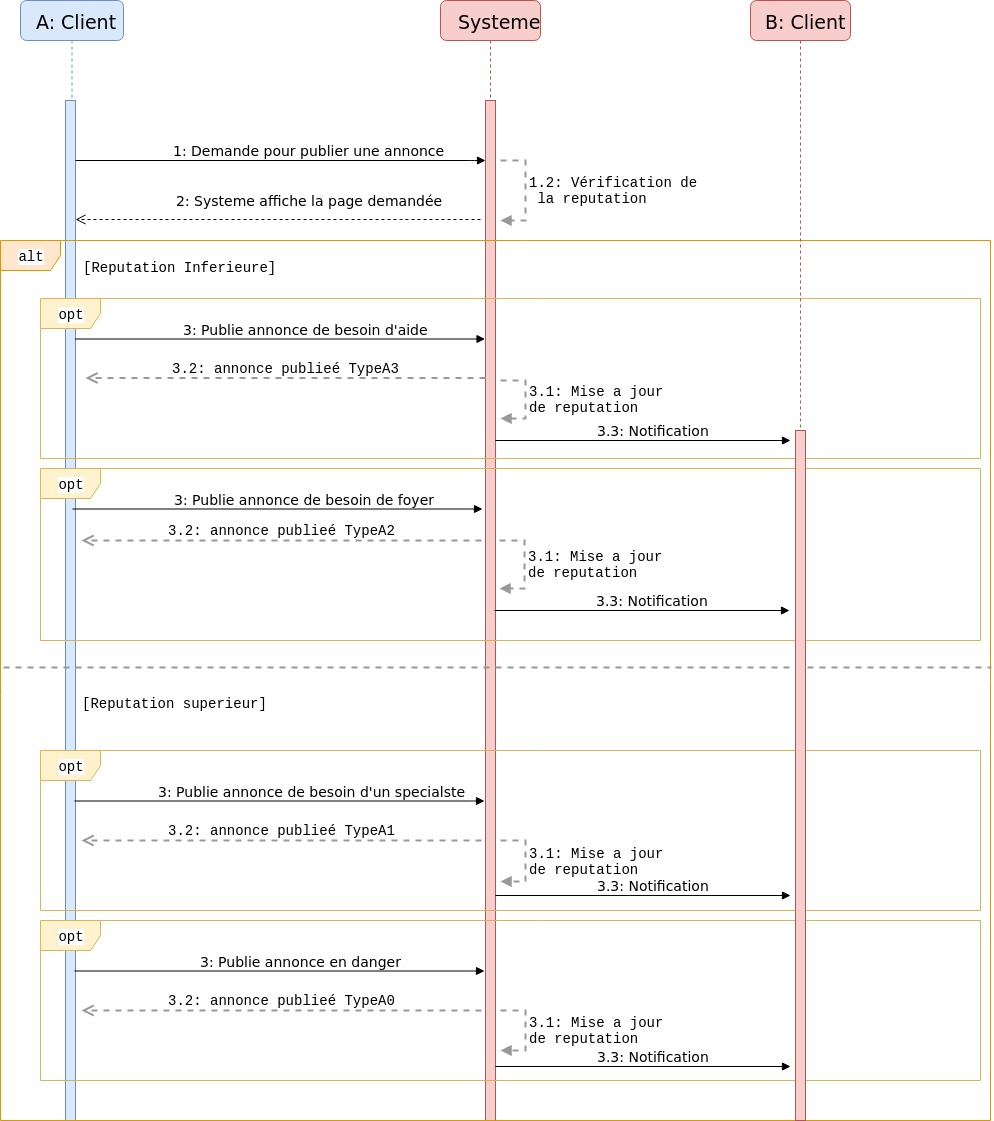 A: Client
Systeme
B: Client
1: Demande pour publier une annonce
1.2: Vérification de
la reputation
2: Systeme affiche la page demandée
alt
[Reputation Inferieure]
opt
3: Publie annonce de besoin d'aide
3.2: annonce publieé TypeA3
3.1: Mise a jour
de reputation
3.3: Notification
opt
3: Publie annonce de besoin de foyer
3.2: annonce publieé TypeA2
3.1: Mise a jour
de reputation
3.3: Notification
[Reputation superieur]
opt
3: Publie annonce de besoin d'un specialste
3.2: annonce publieé TypeA1
3.1: Mise a jour
de reputation
3.3: Notification
opt
3: Publie annonce en danger
3.2: annonce publieé TypeA0
3.1: Mise a jour
de reputation
3.3: Notification